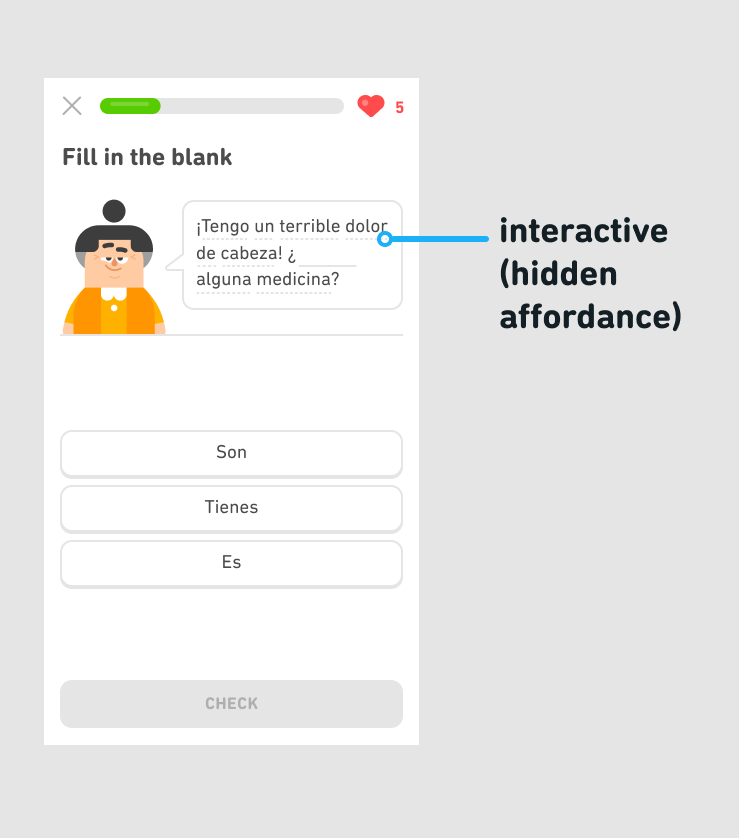 5
Fill in the blank
¡Tengo un terrible dolor
de cabeza! ¿ ______
alguna medicina?
interactive
(hidden
affordance)
Son
Tienes
Es
CHECK